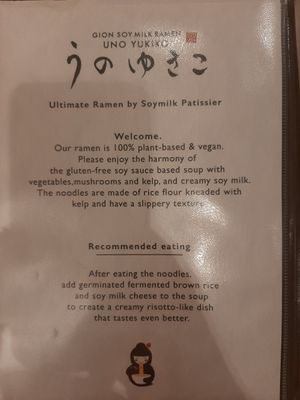 GION SOY MILK RAMEN
UNO YUKIKO
うのゆきこ
Ultimate Ramen by Soymilk Patissier
Welcome.
Our ramen is 100% plant-based & vegan.
Please enjoy the harmony of
the gluten-free soy sauce based soup with
vegetables,mushrooms and kelp, and creamy soy milk.
The noodles are made of rice flour kneaded with
kelp and have a slippery texture.
Recommended eating
After eating the noodles,
add germinated fermented brown rice
and soy milk cheese to the soup
to create a creamy risotto-like dish
that tastes even better.